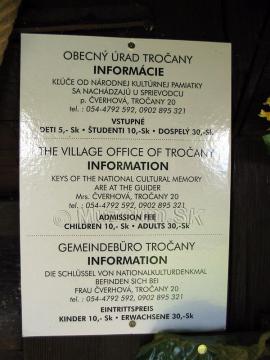 OBECNÝ ÚRAD TROČANY
INFORMÁCIE
KĽÚČE OD NÁRODNEJ KULTÚRNEJ PAMIATKY
SA NACHÁDZAJÚ U SPRIEVODCU
p. ČVERHOVÁ, TROČANY 20
tel. : 054-4792 592, 0902 895 321
VSTUPNÉ
DETI 5,- Sk • ŠTUDENTI 10,-Sk • DOSPELÝ 30,-Sk
THE VILLAGE OFFICE OF TROČANY
INFORMATION
KEYS OF THE NATIONAL CULTURAL MEMORY
ARE AT THE GUIDER
Mrs. ČVERHOVÁ, TROČANY 20
tel. : 054-4792 592, 0902 895 321
ADMISSION FEE
CHILDREN 10,- Sk • ADULTS 30,-Sk
GEMEINDEBÜRO TROČANY
INFORMATION
DIE SCHLÜSSEL VON NATIONALKULTURDENKMAL
BEFINDEN SICH BEI
FRAU ČVERHOVÁ, TROČANY 20
tel. : 054-4792 592, 0902 895 321
EINTRITTSPREIS
KINDER 10,- Sk • ERWACHSENE 30,-Sk